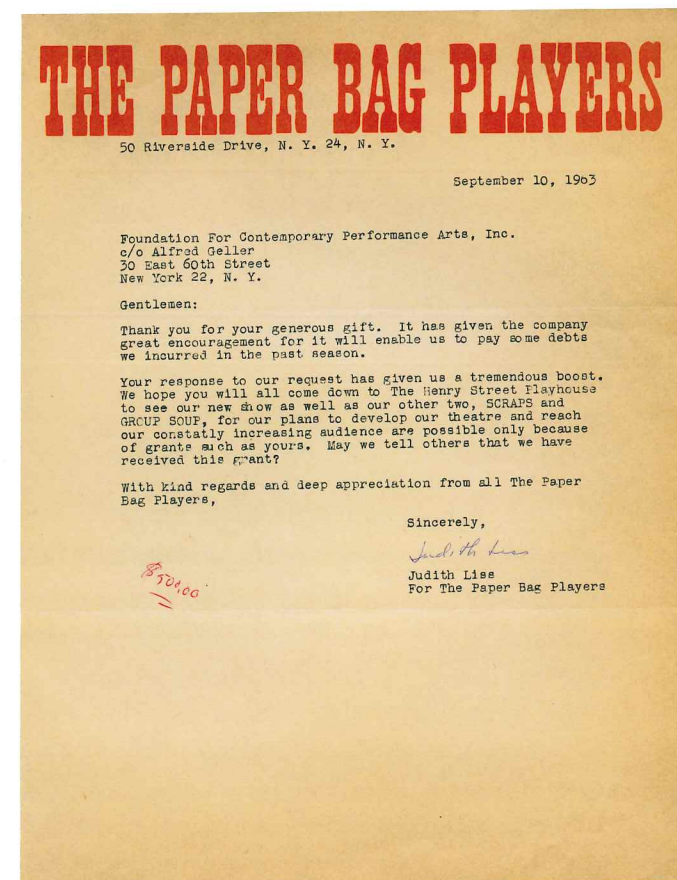 THE PAPER BAG PLAYERS
50 Riverside Drive, N. Y. 24, N. Y.
September 10, 1963
Foundation For Contemporary Performance Arts, Inc.
c/o Alfred Geller
30 East 60th Street
New York 22, N. Y.
Gentlemen:
Thank you for your generous gift. It has given the company
great encouragement for it will enable us to pay some debts
we incurred in the past season.
Your response to our request has given us a tremendous boost.
We hope you will all come down to The Henry Street Playhouse
to see our new show as well as our other two, SCRAPS and
GROUP SOUP, for our plans to develop our theatre and reach
our constatly increasing audience are possible only because
of grants such as yours. May we tell others that we have
received this grant?
With kind regards and deep appreciation from all The Paper
Bag Players,
Sincerely,
Judith Liss
$500.00
Judith Liss
For The Paper Bag Players